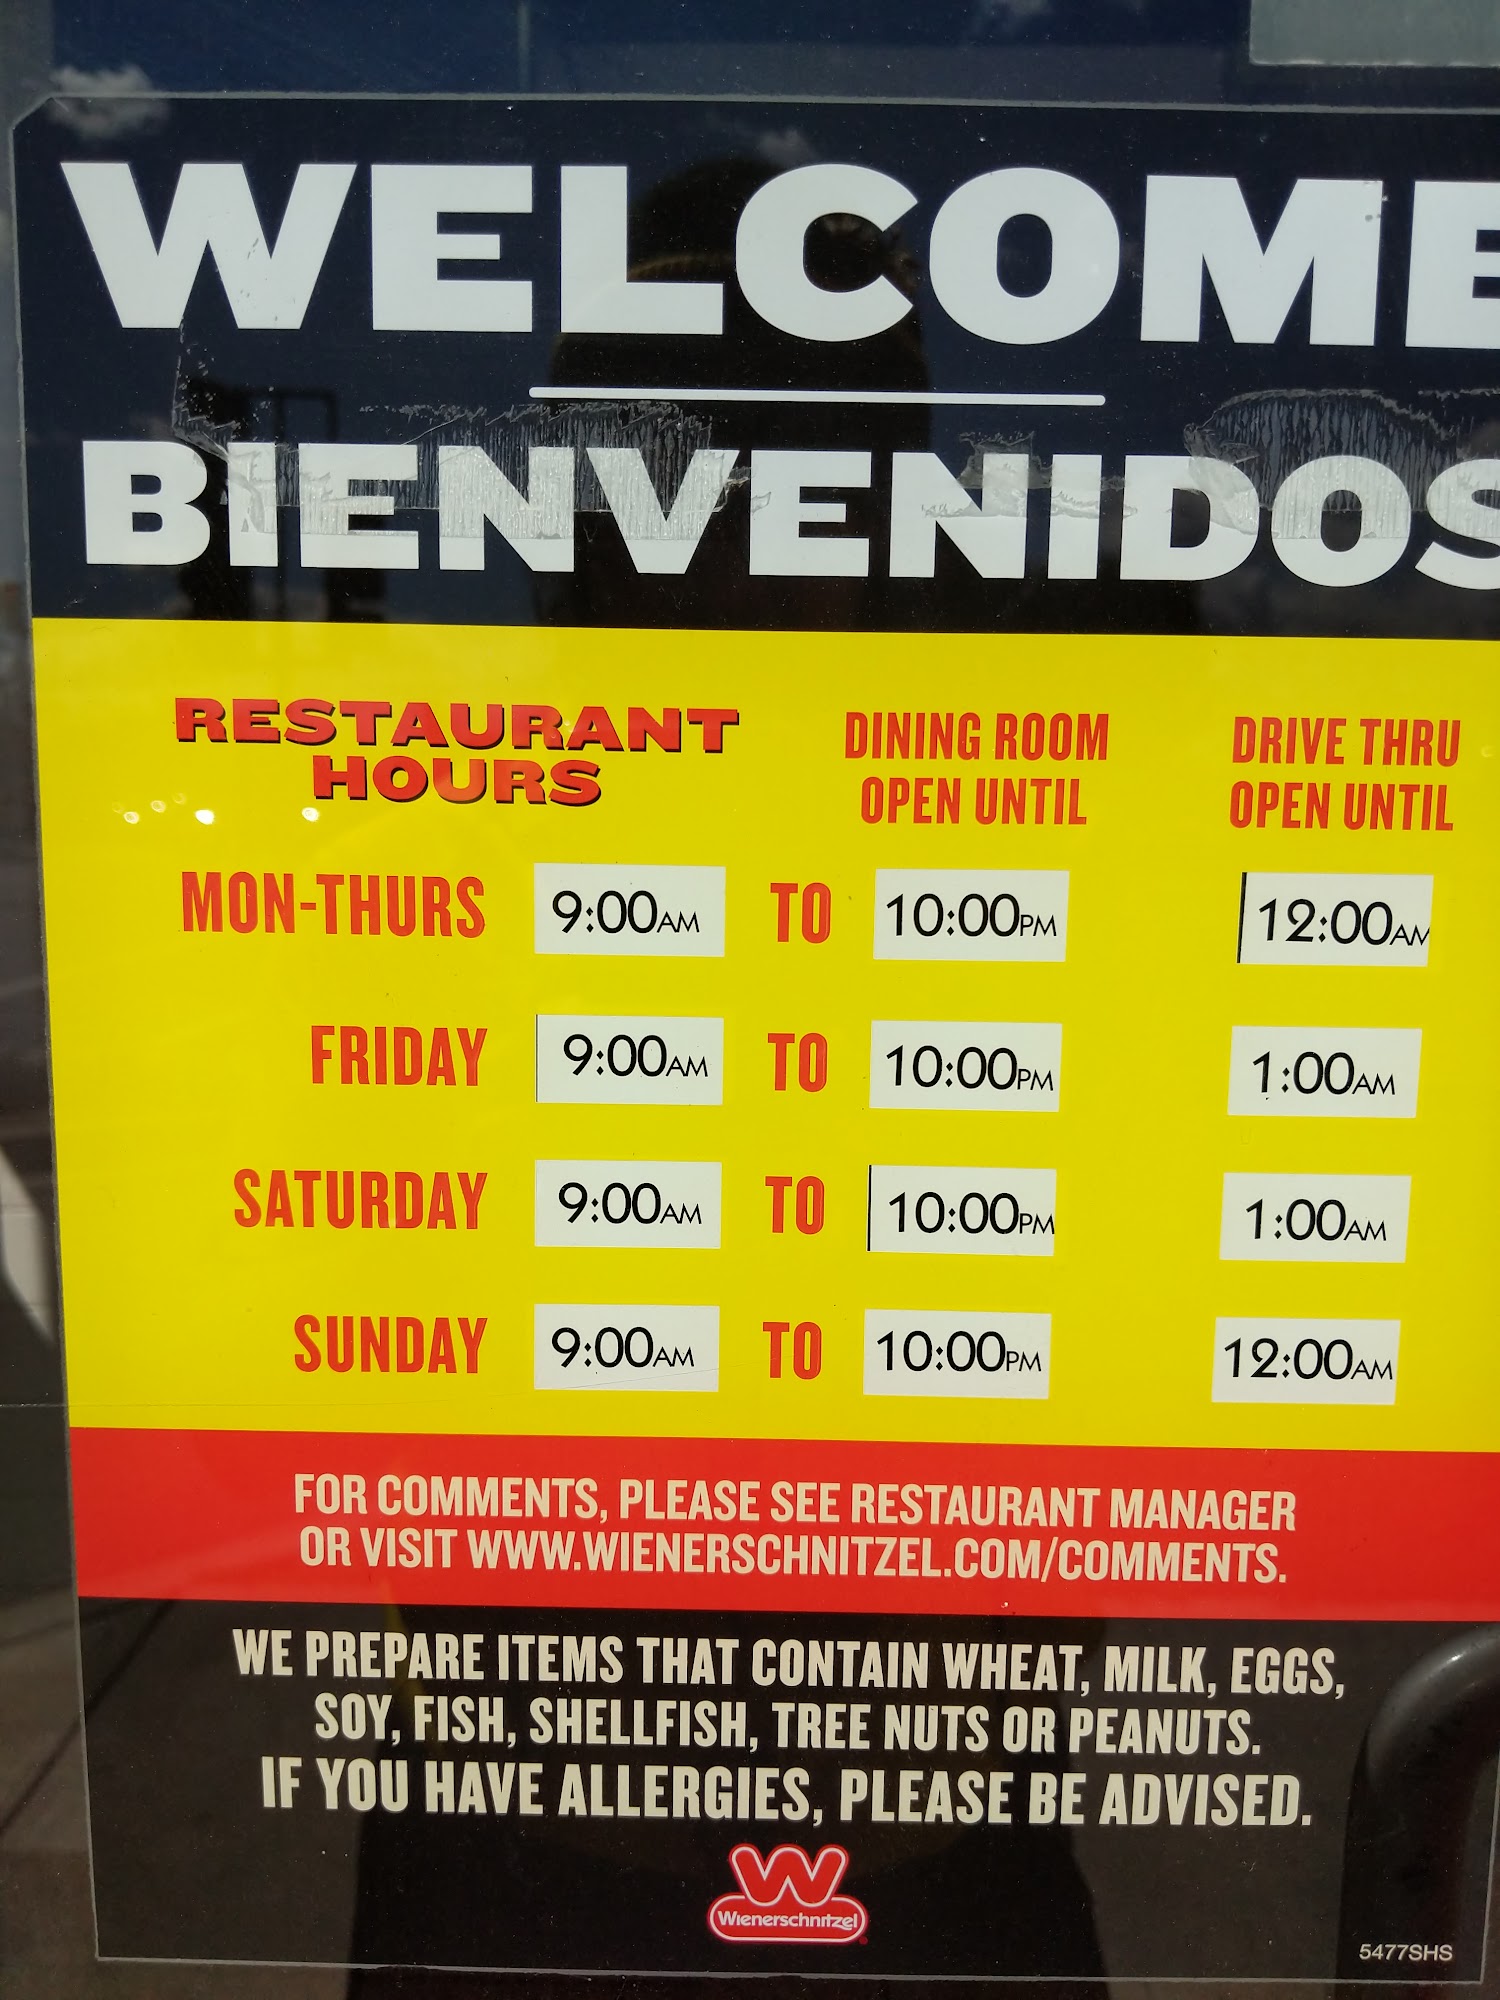 WELCOME
BIENVENIDOS
RESTAURANT
HOURS
DINING ROOM
OPEN UNTIL
DRIVE THRU
OPEN UNTIL
MON-THURS 9:00AM TO 10:00PM 12:00AM
FRIDAY 9:00AM TO 10:00PM 1:00AM
SATURDAY 9:00AM TO 10:00PM 1:00AM
SUNDAY 9:00AM TO 10:00PM 12:00AM
FOR COMMENTS, PLEASE SEE RESTAURANT MANAGER
OR VISIT WWW.WIENERSCHNITZEL.COM/COMMENTS.
WE PREPARE ITEMS THAT CONTAIN WHEAT, MILK, EGGS,
SOY, FISH, SHELLFISH, TREE NUTS OR PEANUTS.
IF YOU HAVE ALLERGIES, PLEASE BE ADVISED.
W
Wienerschnitzel
5477SHS